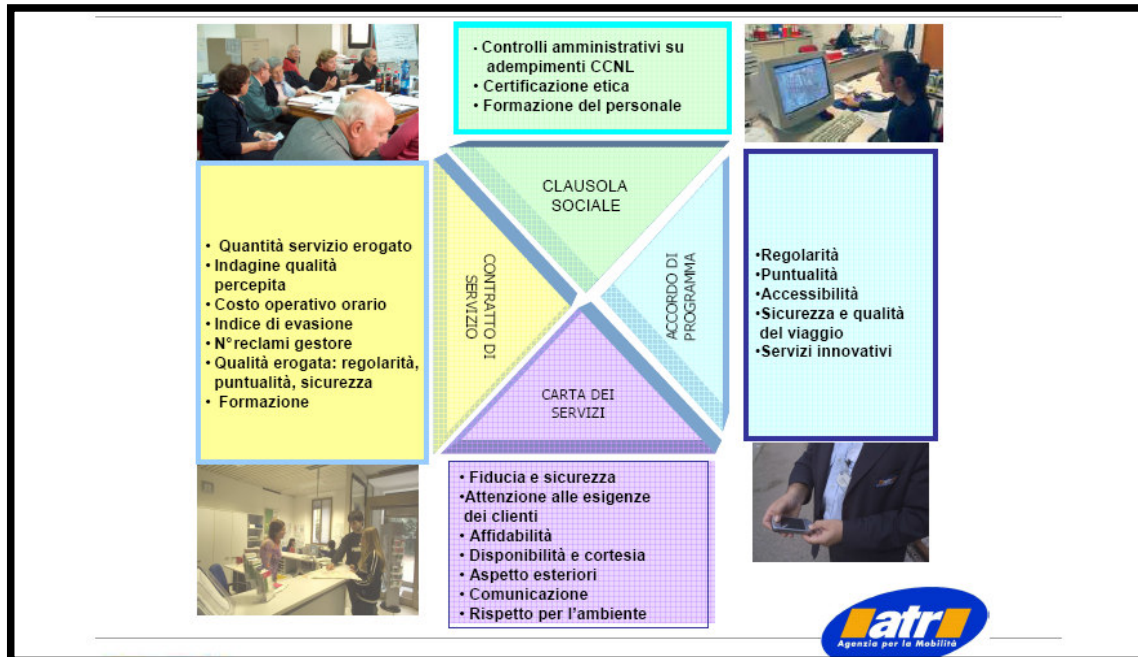 • Controlli amministrativi su
adempimenti CCNL
• Certificazione etica
• Formazione del personale
CLAUSOLA
SOCIALE
• Quantità servizio erogato
• Indagine qualità
percepita
• Costo operativo orario
• Indice di evasione
• N° reclami gestore
• Qualità erogata: regolarità,
puntualità, sicurezza
• Formazione
CONTRATTO DI
SERVIZIO
ACCORDO DI
PROGRAMMA
•Regolarità
•Puntualità
•Accessibilità
•Sicurezza e qualità
del viaggio
•Servizi innovativi
CARTA DEI
SERVIZI
• Fiducia e sicurezza
•Attenzione alle esigenze
dei clienti
• Affidabilità
• Disponibilità e cortesia
• Aspetto esteriori
• Comunicazione
• Rispetto per l'ambiente
atr
Agenzia per la Mobilità